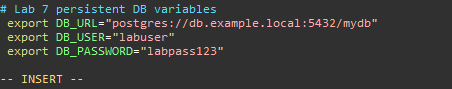 # Lab 7 persistent DB variables
export DB_URL="postgres://db.example.local:5432/mydb"
export DB_USER="labuser"
export DB_PASSWORD="labpass123"
-- INSERT --